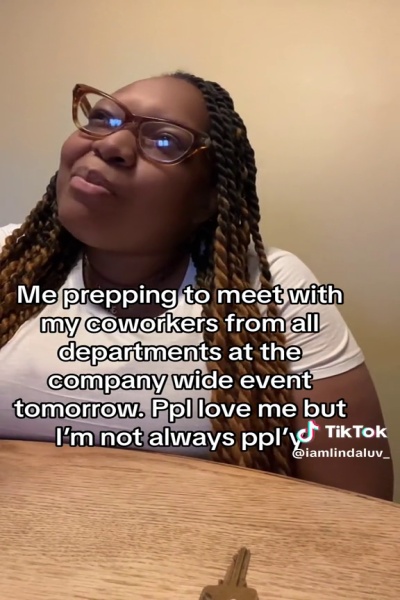 Me prepping to meet with
my coworkers from all
departments at the
company wide event
tomorrow. Ppl love me but
I'm not always ppl'y
TikTok
@iamlindaluv_